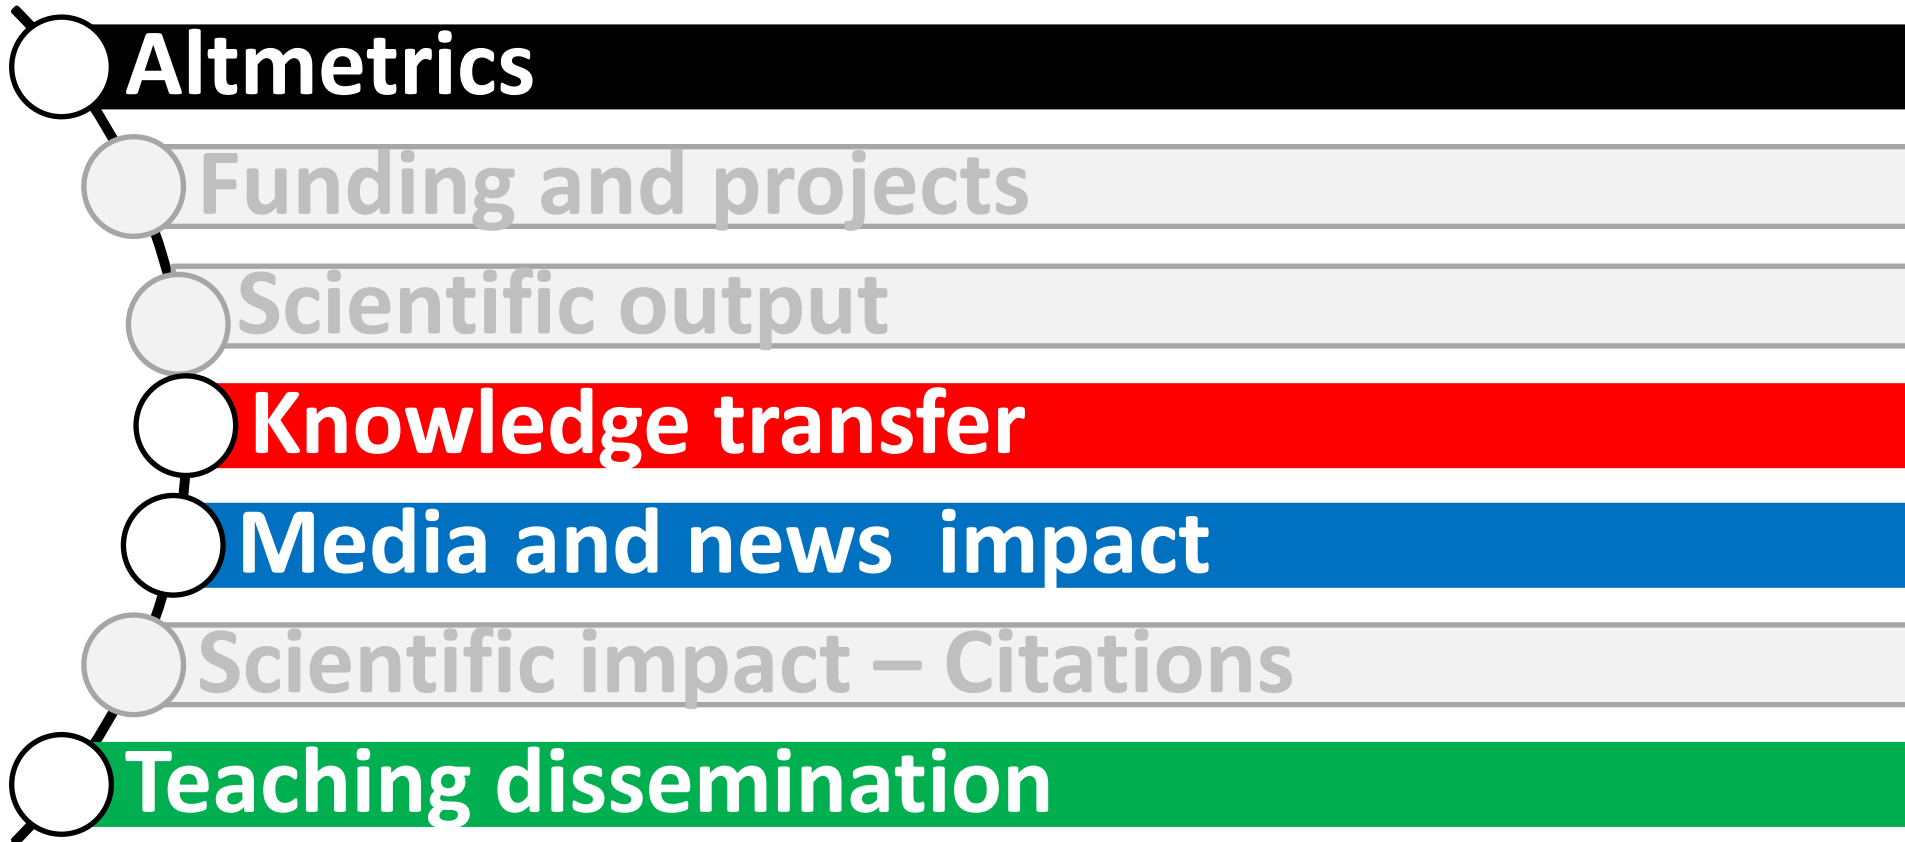 Altmetrics
Funding and projects
Scientific output
Knowledge transfer
Media and news  impact
Scientific impact – Citations
Teaching dissemination